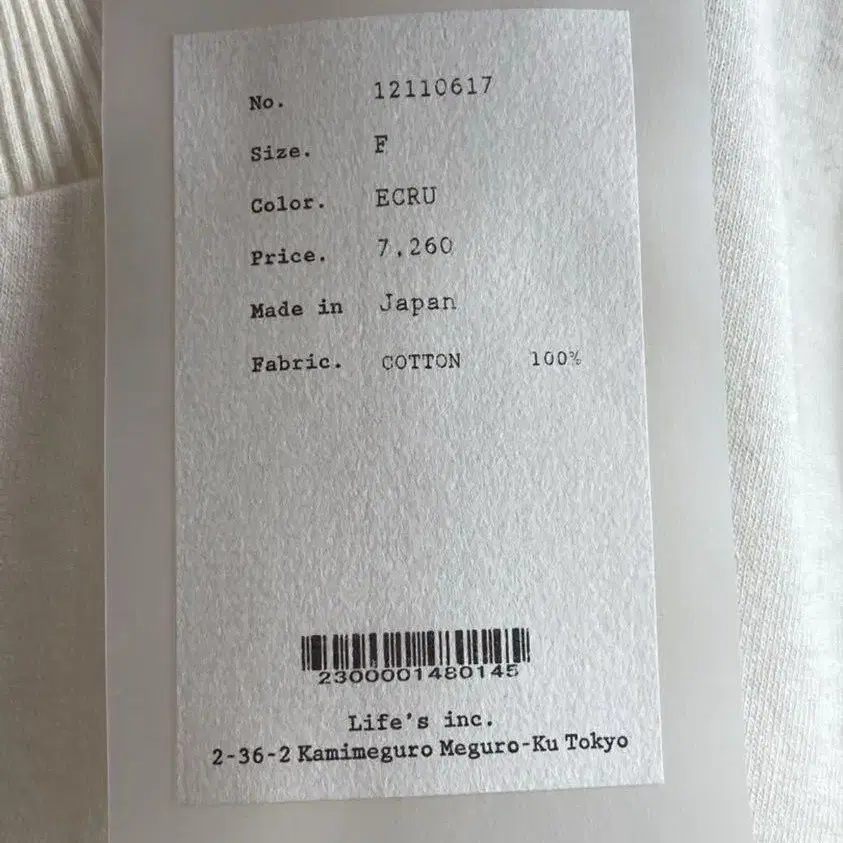 No. 12110617
Size. F
Color. ECRU
Price. 7,260
Made in Japan
Fabric. COTTON 100%
2300001480145
Life's inc.
2-36-2 Kamimeguro Meguro-Ku Tokyo